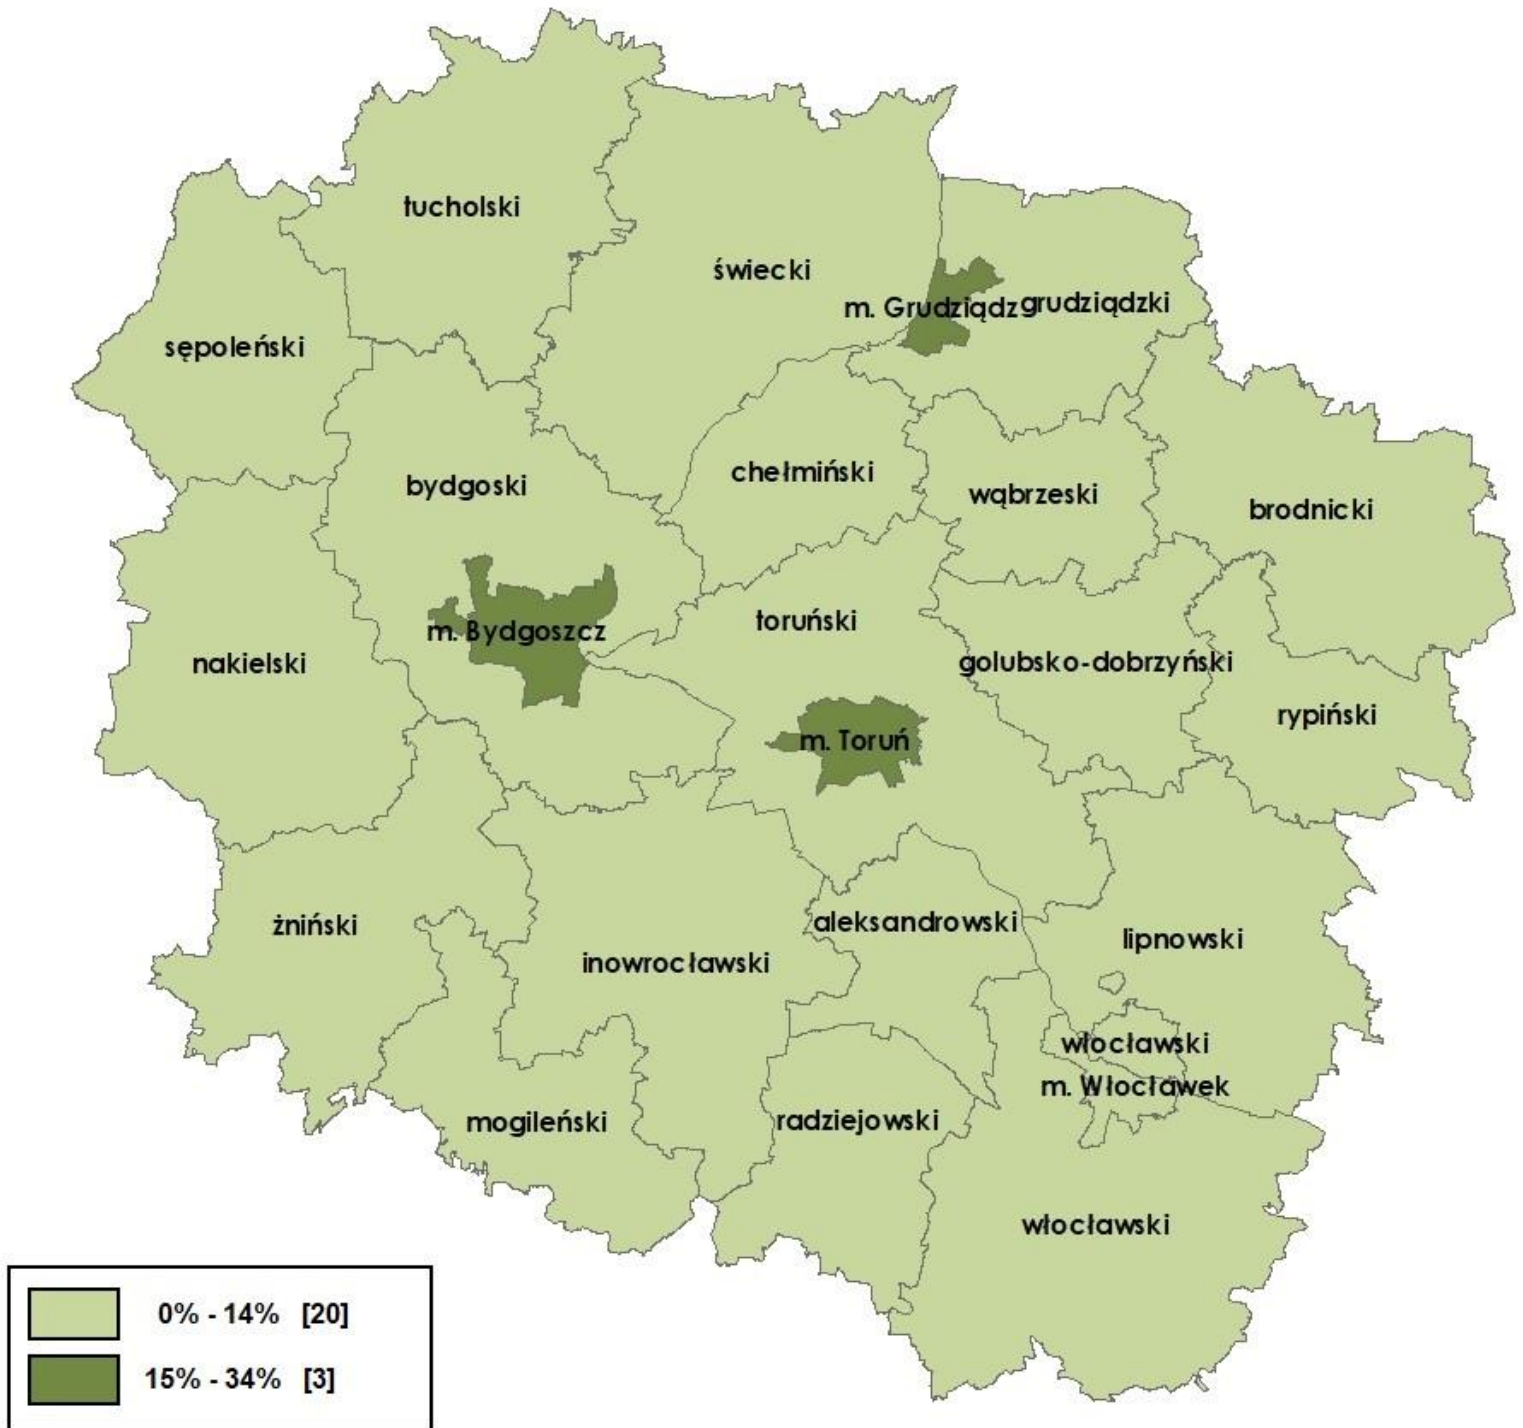 tucholski
świecki
m. Grudziądz
grudziądzki
sępoleński
chełmiński
bydgoski
wąbrzeski
brodnicki
m. Bydgoszcz
toruński
nakielski
golubsko-dobrzyński
rypiński
m. Toruń
żniński
aleksandrowski
lipnowski
inowrocławski
włocławski
m. Włocławek
mogileński
radziejowski
włocławski
0% - 14% [20]
15% - 34% [3]